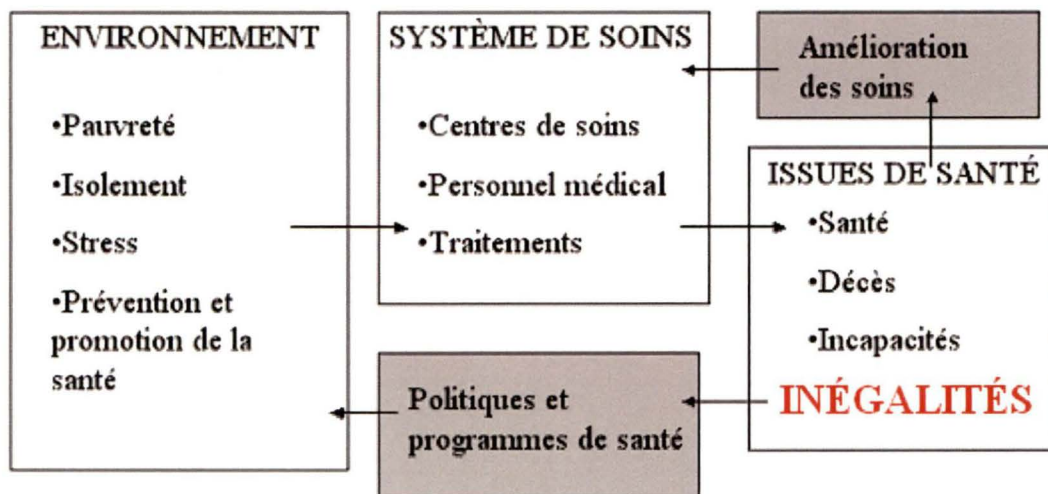 ENVIRONNEMENT
•Pauvreté
•Isolement
•Stress
•Prévention et
promotion de la
santé
SYSTÈME DE SOINS
•Centres de soins
•Personnel médical
•Traitements
Amélioration
des soins
ISSUES DE SANTÉ
•Santé
•Décès
•Incapacités
INÉGALITÉS
Politiques et
programmes de santé